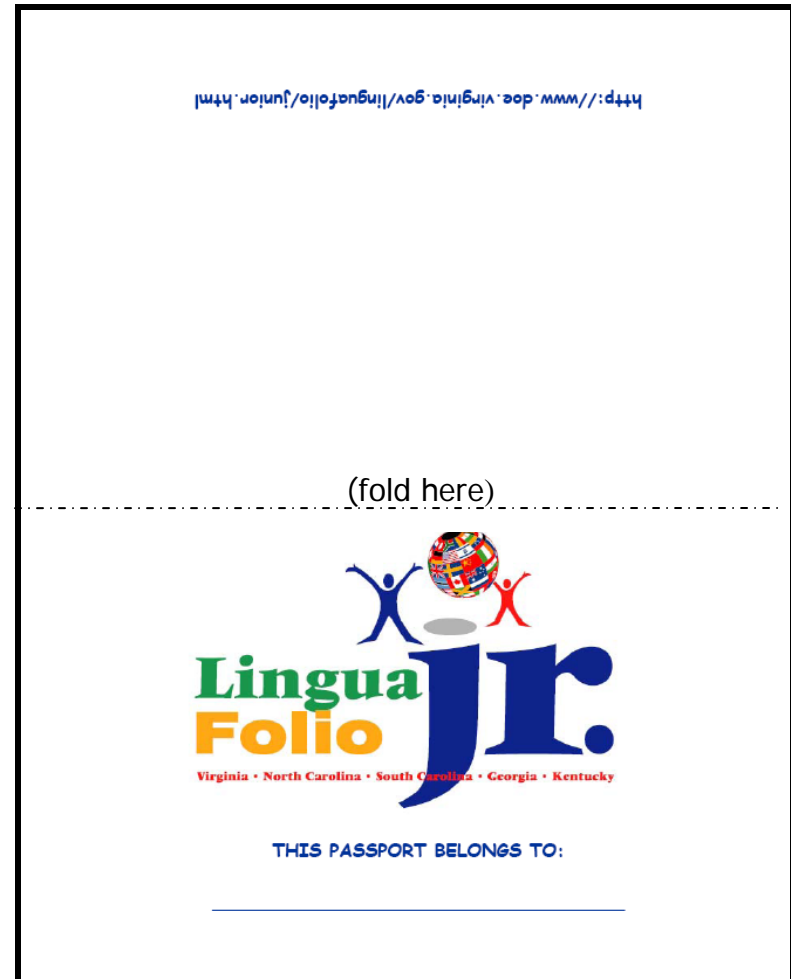 http://www.doe.virginia.gov/linguafolio/junior.html
(fold here)
Lingua
Folio
jr.
Virginia • North Carolina • South Carolina • Georgia • Kentucky
THIS PASSPORT BELONGS TO: